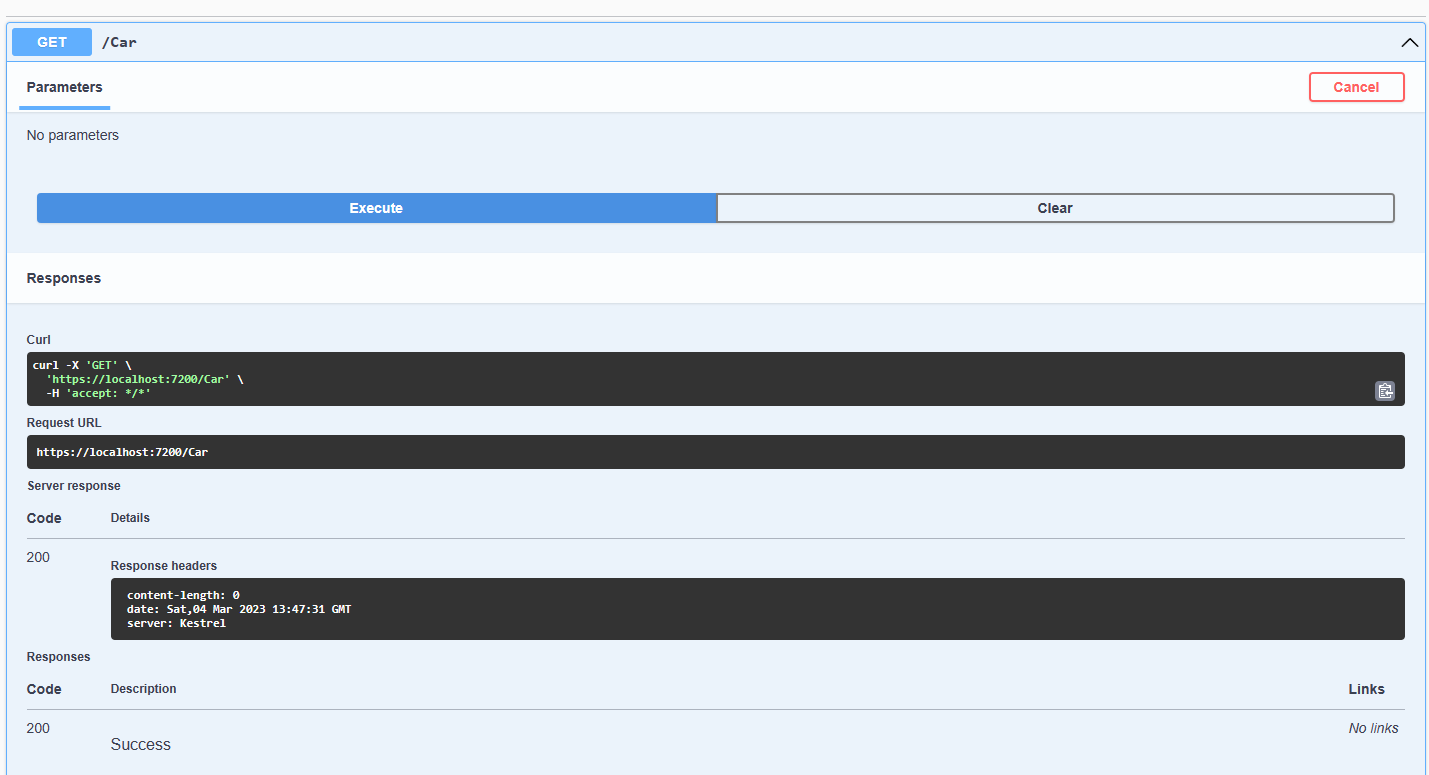 GET /Car
Parameters Cancel
No parameters
Execute Clear
Responses
Curl
curl -X 'GET' \
  'https://localhost:7200/Car' \
  -H 'accept: */*'
Request URL
https://localhost:7200/Car
Server response
Code Details
200
Response headers
content-length: 0
date: Sat,04 Mar 2023 13:47:31 GMT
server: Kestrel
Responses
Code Description Links
200 No links
Success